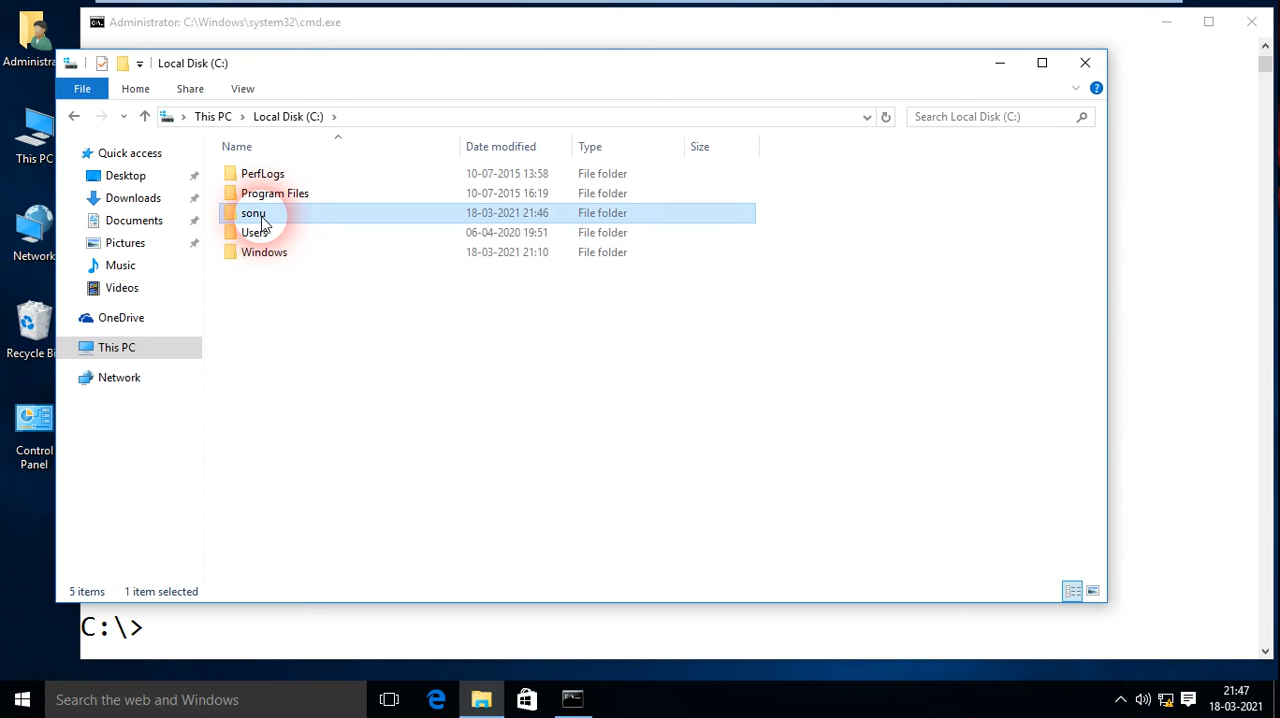 Administrator: C:\Windows\system32\cmd.exe
Administra
This PC
Network
Recycle Bi
Control
Panel
Local Disk (C:)
File Home Share View
This PC Local Disk (C:)
Search Local Disk (C:)
Quick access
Desktop
Downloads
Documents
Pictures
Music
Videos
OneDrive
This PC
Network
Name Date modified Type Size
PerfLogs 10-07-2015 13:58 File folder
Program Files 10-07-2015 16:19 File folder
sonu 18-03-2021 21:46 File folder
Users 06-04-2020 19:51 File folder
Windows 18-03-2021 21:10 File folder
5 items 1 item selected
C:\>
Search the web and Windows
21:47
18-03-2021